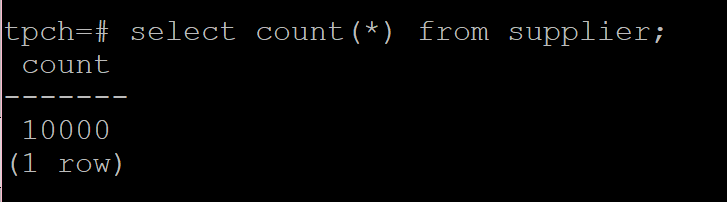 tpch=# select count(*) from supplier;
count
-------
10000
(1 row)